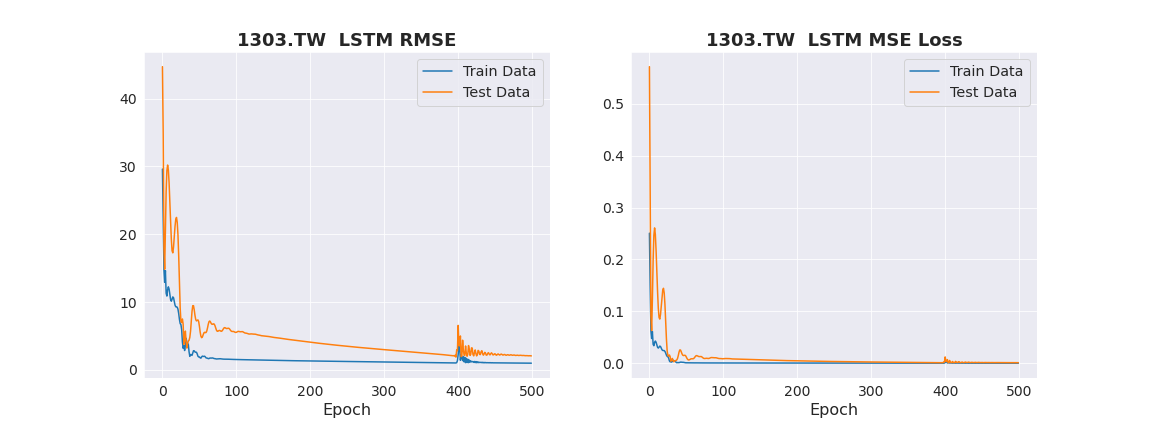 1303.TW  LSTM RMSE
Train Data
Test Data
40
30
20
10
0
0 100 200 300 400 500
Epoch
1303.TW  LSTM MSE Loss
Train Data
Test Data
0.5
0.4
0.3
0.2
0.1
0.0
0 100 200 300 400 500
Epoch